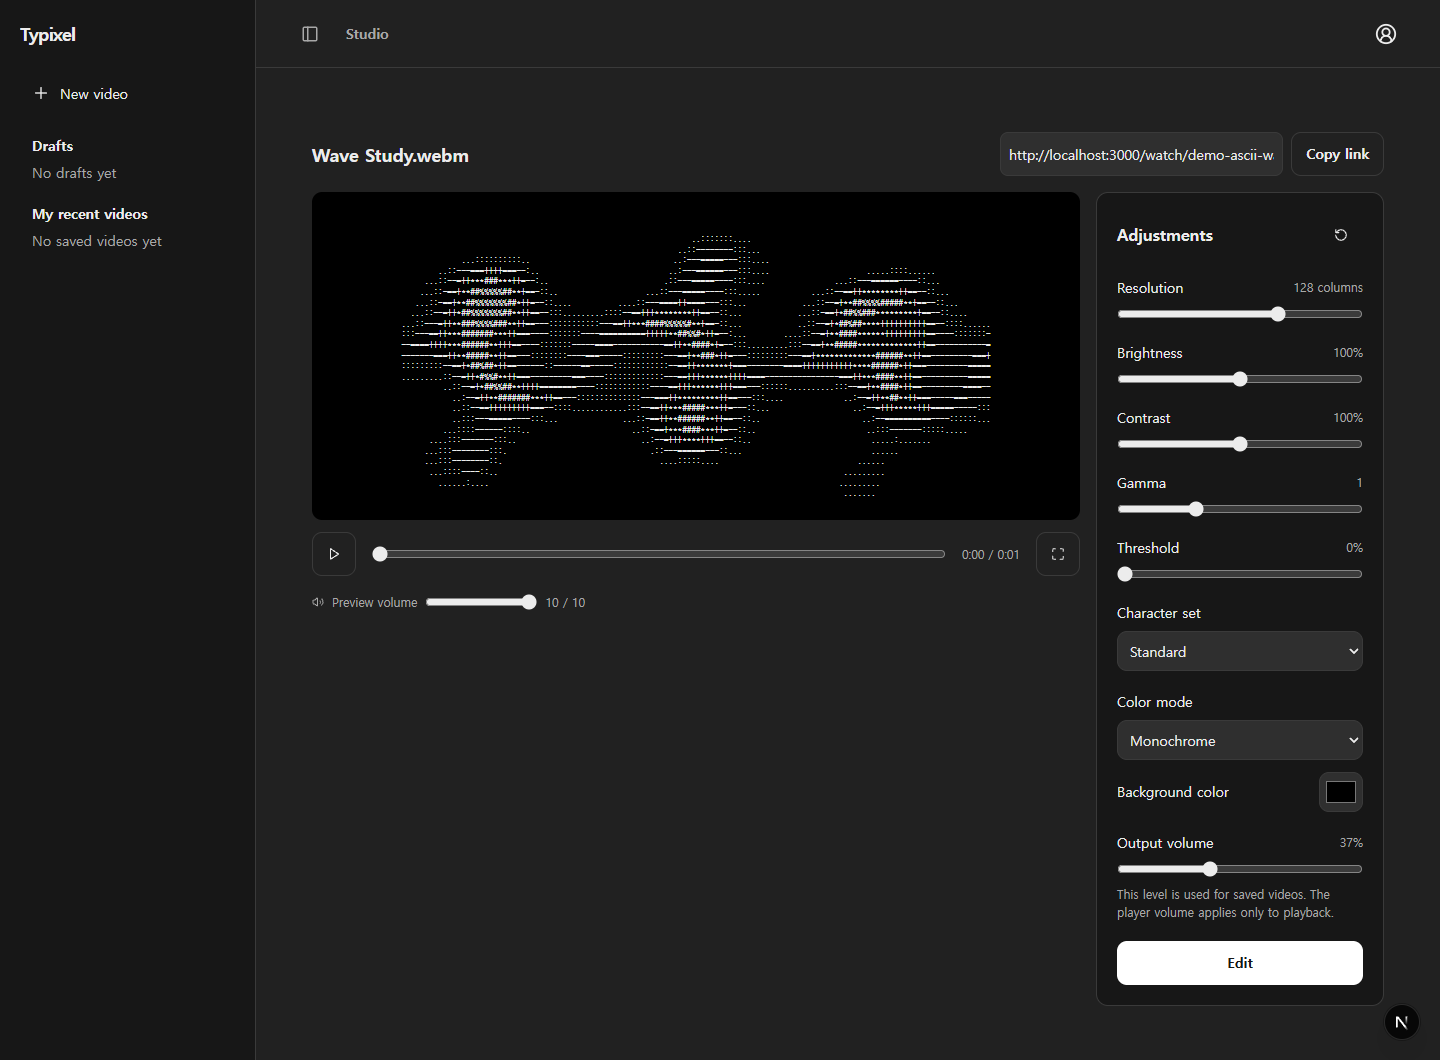 Typixel
Studio
New video
Drafts
No drafts yet
My recent videos
No saved videos yet
Wave Study.webm
http://localhost:3000/watch/demo-ascii-w
Copy link
0:00 / 0:01
Preview volume
10 / 10
Adjustments
Resolution
128 columns
Brightness
100%
Contrast
100%
Gamma
1
Threshold
0%
Character set
Standard
Color mode
Monochrome
Background color
Output volume
37%
This level is used for saved videos. The
player volume applies only to playback.
Edit
N